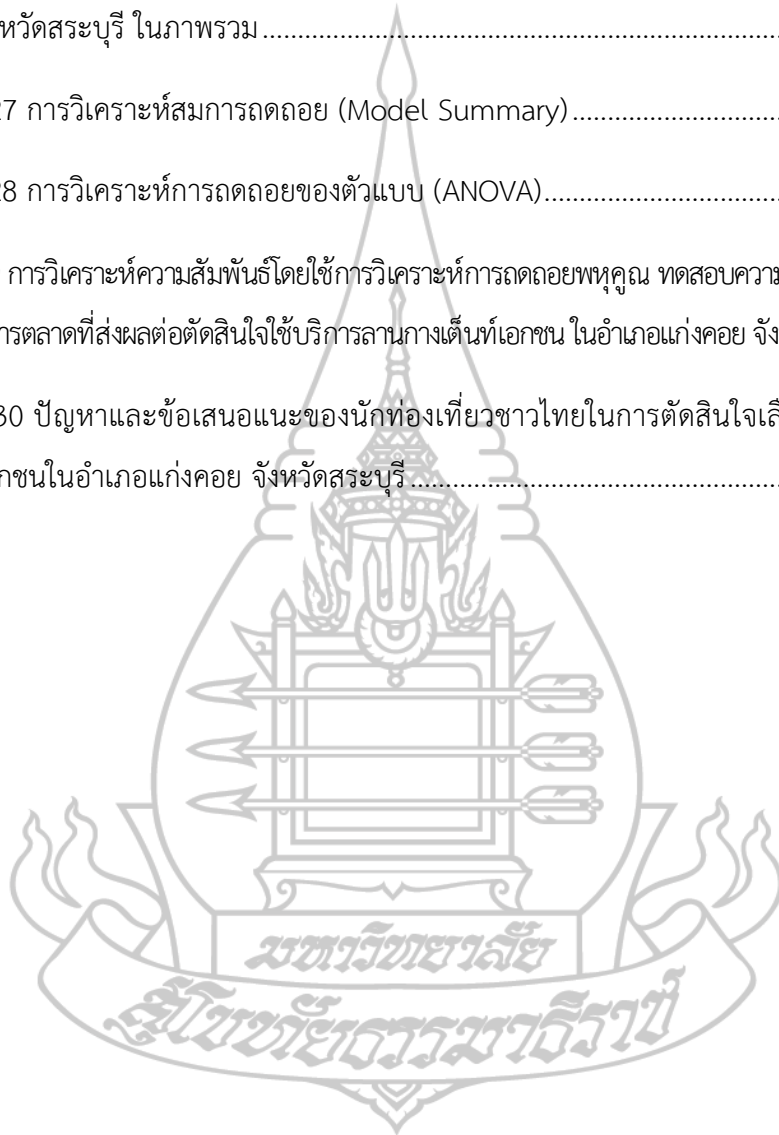 หวัดสระบุรี ในภาพรวม................................................................................
27 การวิเคราะห์สมการถดถอย (Model Summary)................................
28 การวิเคราะห์การถดถอยของตัวแบบ (ANOVA)....................................
การวิเคราะห์ความสัมพันธ์โดยใช้การวิเคราะห์การถดถอยพหุคูณ ทดสอบความ
ารตลาดที่ส่งผลต่อตัดสินใจใช้บริการลานกางเต็นท์เอกชน ในอำเภอแก่งคอย จัง
30 ปัญหาและข้อเสนอแนะของนักท่องเที่ยวชาวไทยในการตัดสินใจเลื
กชนในอำเภอแก่งคอย จังหวัดสระบุรี.........................................................
มหาวิทยาลัย
สุโขทัยธรรมาธิราช